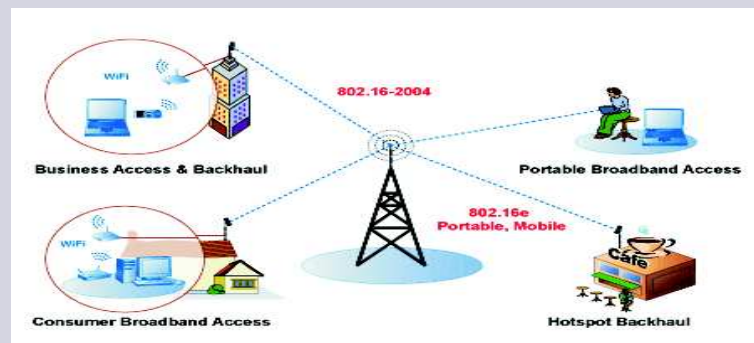 WiFi
802.16-2004
Business Access & Backhaul
Portable Broadband Access
802.16e
Portable, Mobile
WiFi
Cafe
Consumer Broadband Access
Hotspot Backhaul